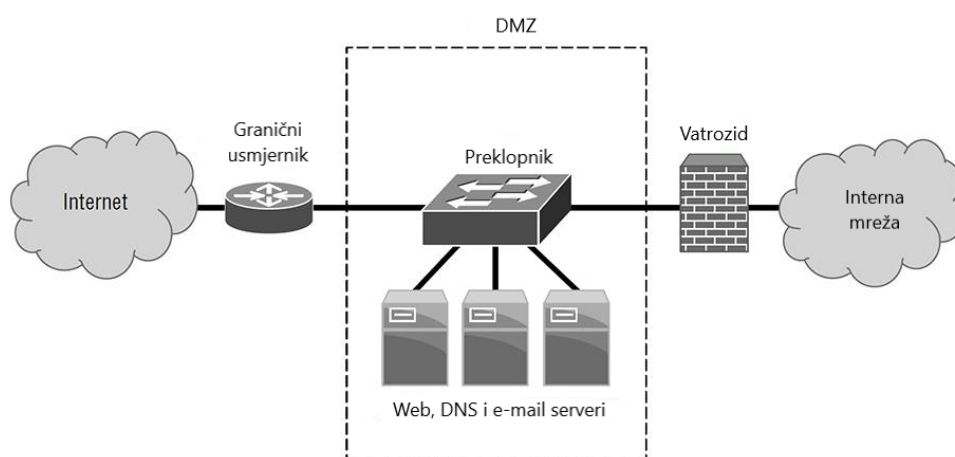 DMZ
Granični
usmjernik
Preklopnik
Vatrozid
Internet
Interna
mreža
Web, DNS i e-mail serveri